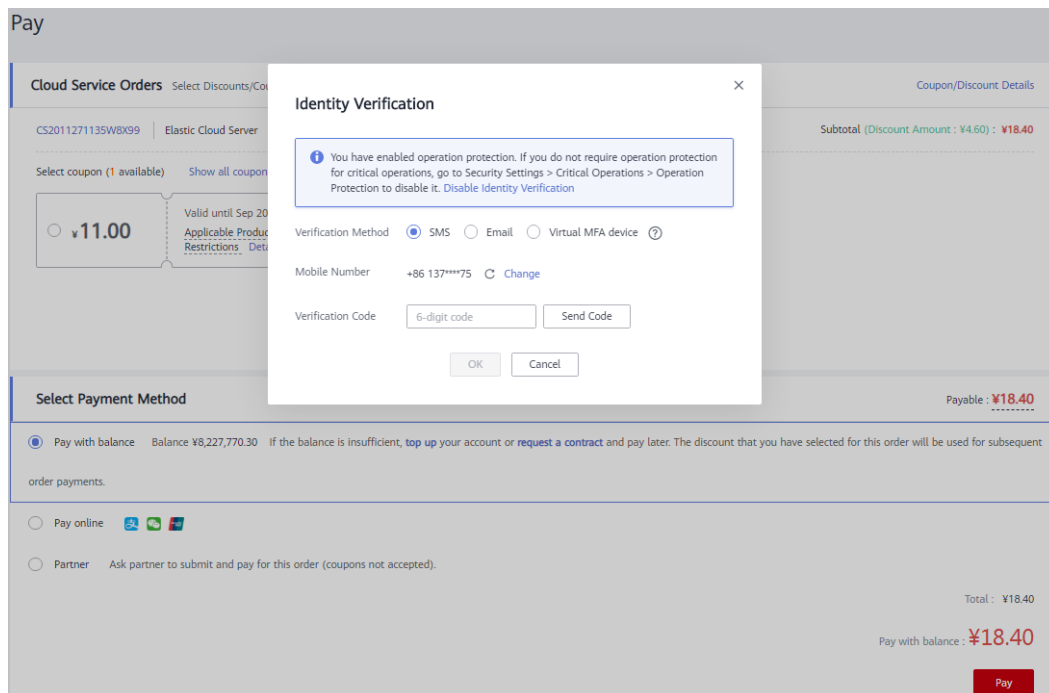 Pay
Cloud Service Orders Select Discounts/Cou
Coupon/Discount Details
Identity Verification
CS2011271135W8X99 Elastic Cloud Server
Subtotal (Discount Amount : ¥4.60) : ¥18.40
You have enabled operation protection. If you do not require operation protection
for critical operations, go to Security Settings > Critical Operations > Operation
Protection to disable it. Disable Identity Verification
Select coupon (1 available) Show all coupon
¥11.00
Valid until Sep 20
Applicable Produc
Restrictions Deta
Verification Method SMS Email Virtual MFA device ?
Mobile Number +86 137****75 Change
Verification Code 6-digit code Send Code
OK Cancel
Select Payment Method
Payable : ¥18.40
Pay with balance Balance ¥8,227,770.30 If the balance is insufficient, top up your account or request a contract and pay later. The discount that you have selected for this order will be used for subsequent
order payments.
Pay online
Partner Ask partner to submit and pay for this order (coupons not accepted).
Total : ¥18.40
Pay with balance : ¥18.40
Pay